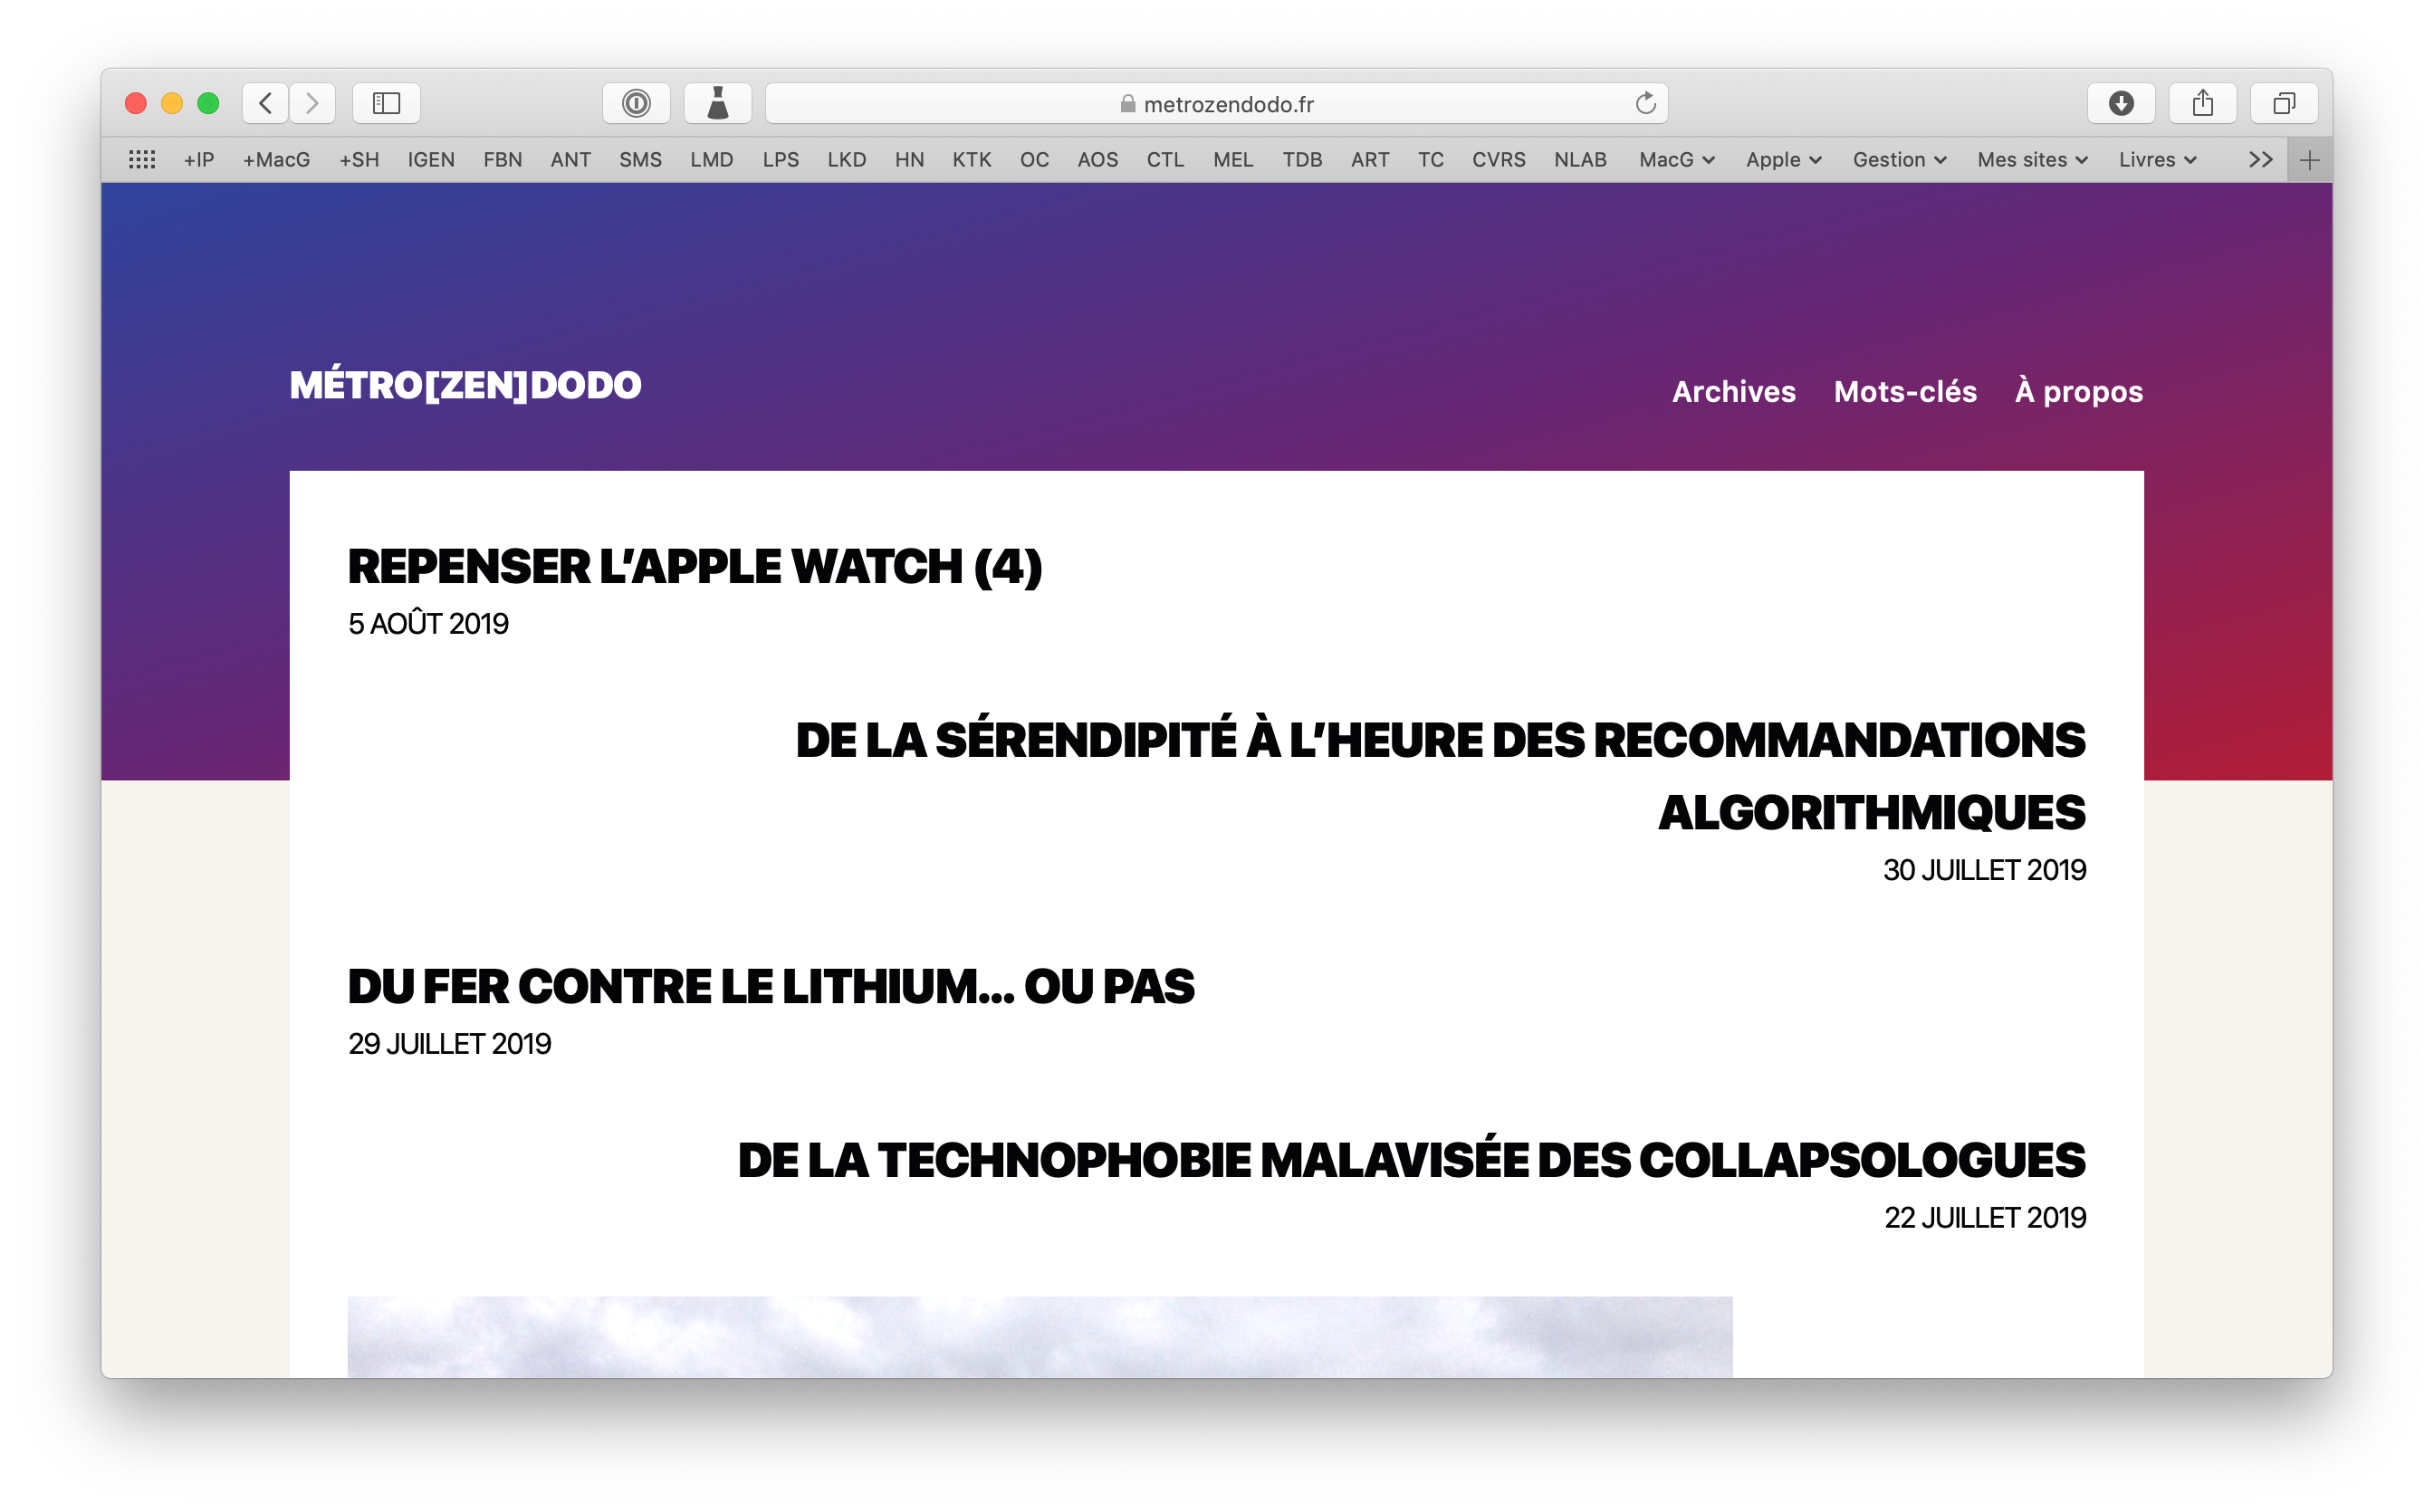 metrozendodo.fr
+IP +MacG +SH IGEN FBN ANT SMS LMD LPS LKD HN KTK OC AOS CTL MEL TDB ART TC CVRS NLAB MacG Apple Gestion Mes sites Livres
MÉTRO[ZEN]DODO
Archives Mots-clés À propos
REPENSER L’APPLE WATCH (4)
5 AOÛT 2019
DE LA SÉRENDIPITÉ À L’HEURE DES RECOMMANDATIONS
ALGORITHMIQUES
30 JUILLET 2019
DU FER CONTRE LE LITHIUM… OU PAS
29 JUILLET 2019
DE LA TECHNOPHOBIE MALAVISÉE DES COLLAPSOLOGUES
22 JUILLET 2019